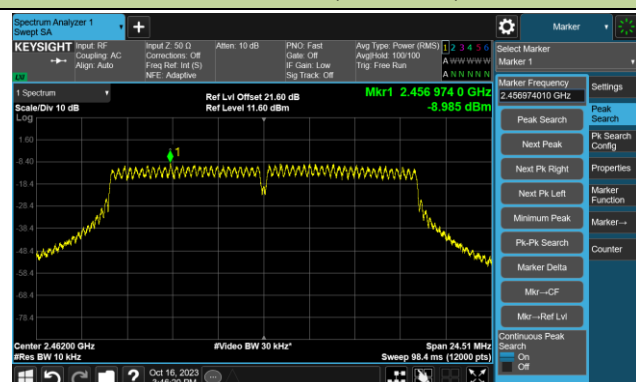 Spectrum Analyzer 1
Swept SA
+
Marker
KEYSIGHT
Input: RF
Coupling: AC
Align: Auto
Input Z: 50 Ω
Corrections: Off
Freq Ref: Int (S)
NFE: Adaptive
Atten: 10 dB
PNO: Fast
Gate: Off
IF Gain: Low
Sig Track: Off
Avg Type: Power (RMS)
Avg|Hold: 100/100
Trig: Free Run
1 2 3 4 5 6
A W W W W W
A N N N N N
LXI
Select Marker
Marker 1
1 Spectrum
Scale/Div 10 dB
Log
Ref Lvl Offset 21.60 dB
Ref Level 11.60 dBm
Mkr1 2.456 974 0 GHz
-8.985 dBm
1
1.60
-8.40
-18.4
-28.4
-38.4
-48.4
-58.4
-68.4
-78.4
Center 2.46200 GHz
#Res BW 10 kHz
#Video BW 30 kHz*
Span 24.51 MHz
Sweep 98.4 ms (12000 pts)
Marker Frequency
2.456974010 GHz
Peak Search
Next Peak
Next Pk Right
Next Pk Left
Minimum Peak
Pk-Pk Search
Marker Delta
Mkr→CF
Mkr→Ref Lvl
Continuous Peak
Search
On
Off
Settings
Peak
Search
Pk Search
Config
Properties
Marker
Function
Marker→
Counter
?
Oct 16, 2023